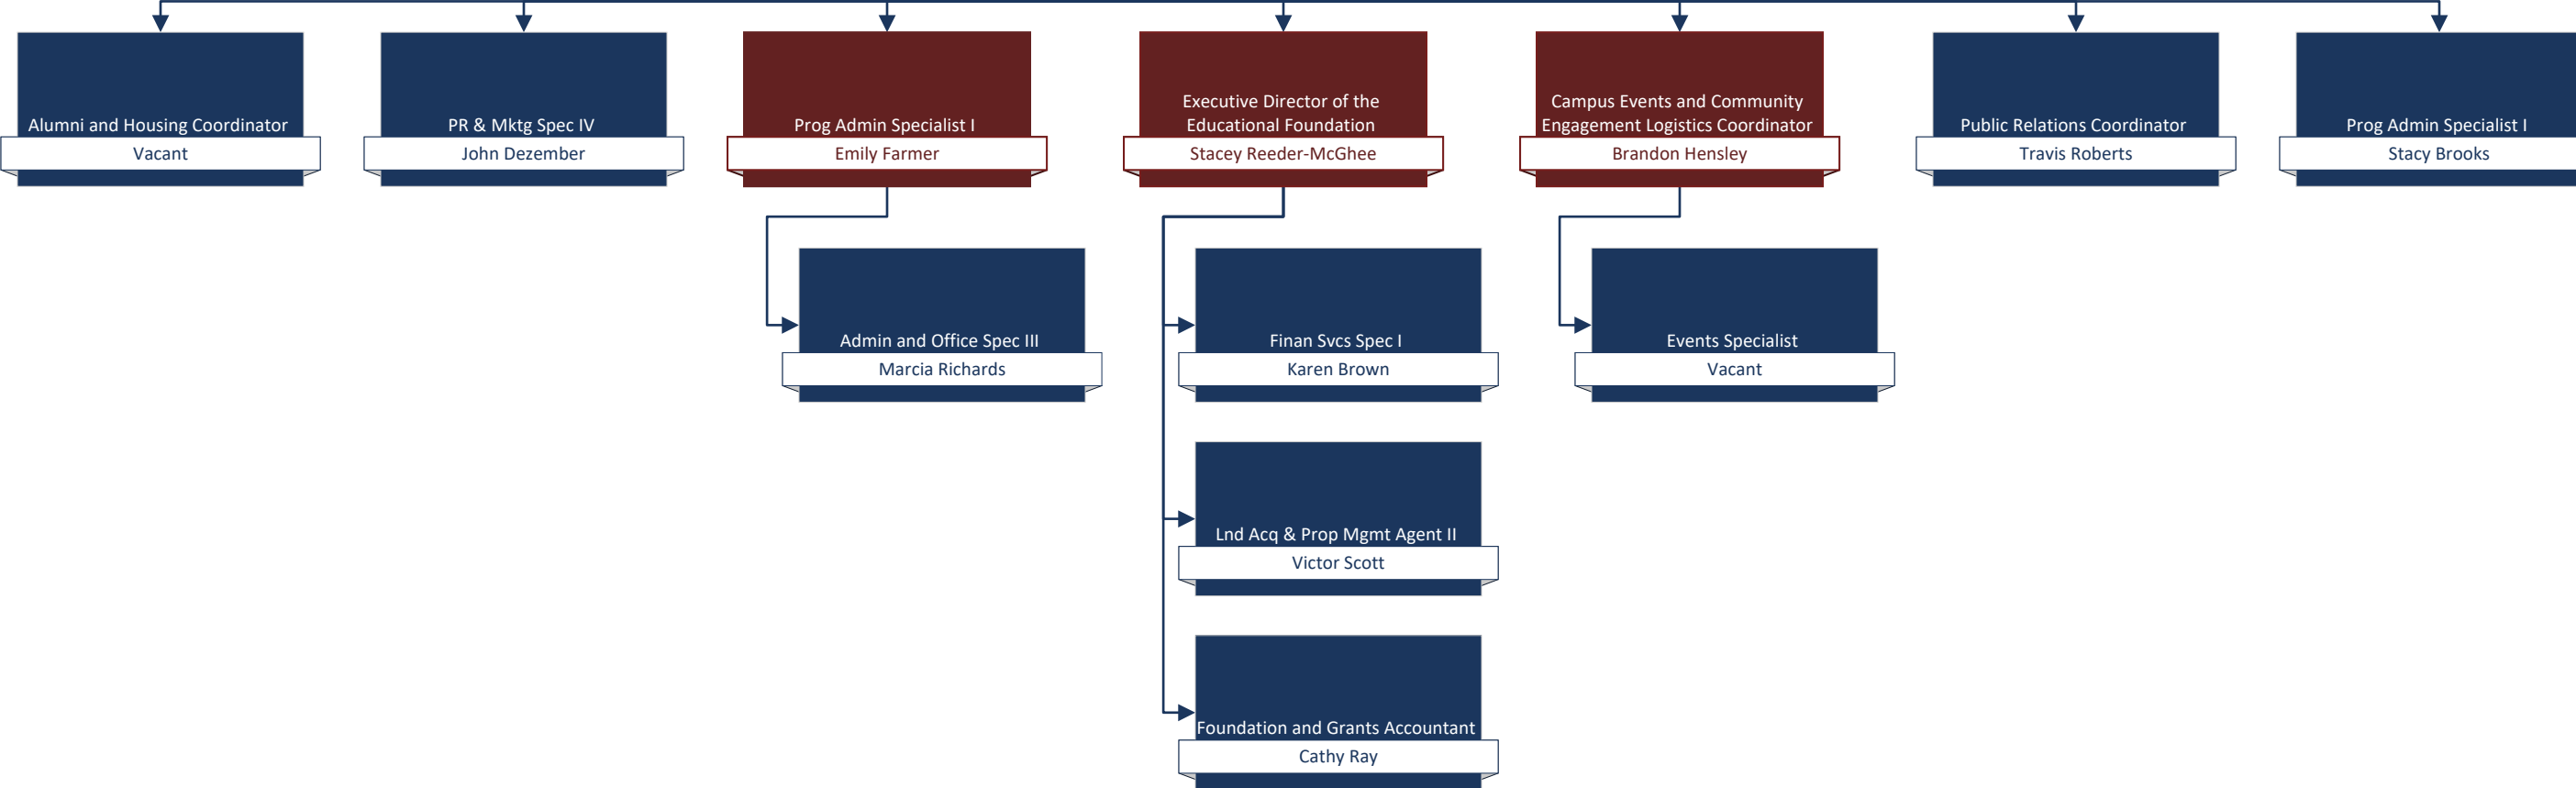 Alumni and Housing Coordinator
Vacant
PR & Mktg Spec IV
John Dezember
Prog Admin Specialist I
Emily Farmer
Executive Director of the
Educational Foundation
Stacey Reeder-McGhee
Campus Events and Community
Engagement Logistics Coordinator
Brandon Hensley
Public Relations Coordinator
Travis Roberts
Prog Admin Specialist I
Stacy Brooks
Admin and Office Spec III
Marcia Richards
Finan Svcs Spec I
Karen Brown
Events Specialist
Vacant
Lnd Acq & Prop Mgmt Agent II
Victor Scott
Foundation and Grants Accountant
Cathy Ray